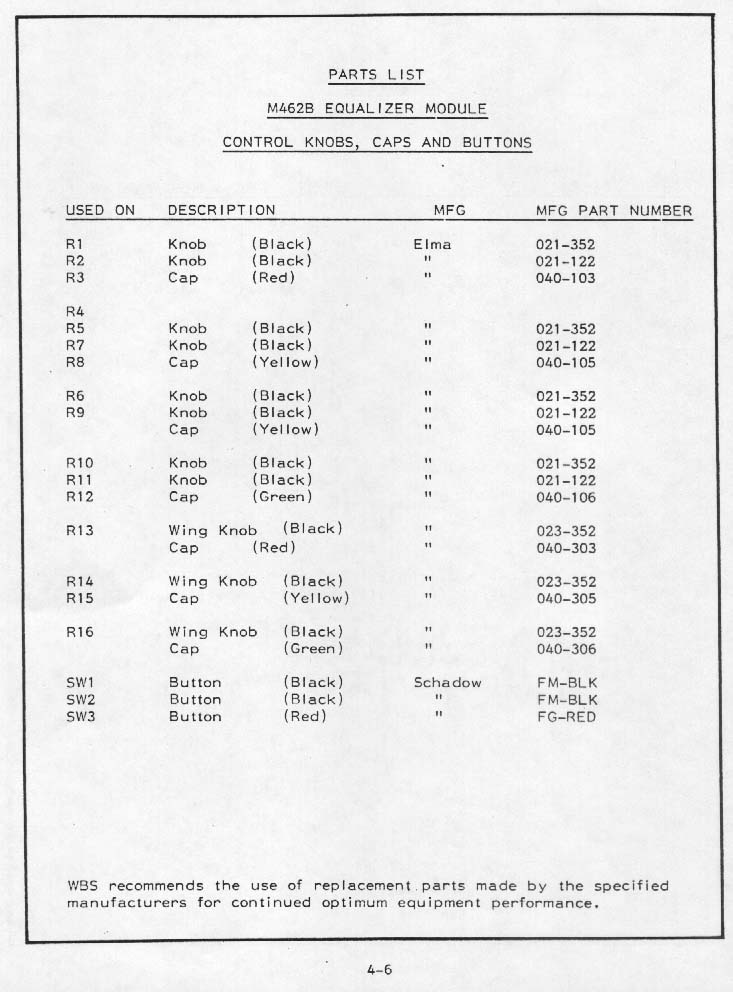 PARTS LIST
M462B EQUALIZER MODULE
CONTROL KNOBS, CAPS AND BUTTONS
USED ON DESCRIPTION MFG MFG PART NUMBER
R1 Knob (Black) Elma 021-352
R2 Knob (Black) " 021-122
R3 Cap (Red) " 040-103
R4
R5 Knob (Black) " 021-352
R7 Knob (Black) " 021-122
R8 Cap (Yellow) " 040-105
R6 Knob (Black) " 021-352
R9 Knob (Black) " 021-122
Cap (Yellow) " 040-105
R10 Knob (Black) " 021-352
R11 Knob (Black) " 021-122
R12 Cap (Green) " 040-106
R13 Wing Knob (Black) " 023-352
Cap (Red) " 040-303
R14 Wing Knob (Black) " 023-352
R15 Cap (Yellow) " 040-305
R16 Wing Knob (Black) " 023-352
Cap (Green) " 040-306
SW1 Button (Black) Schadow FM-BLK
SW2 Button (Black) " FM-BLK
SW3 Button (Red) " FG-RED
WBS recommends the use of replacement parts made by the specified
manufacturers for continued optimum equipment performance.
4-6